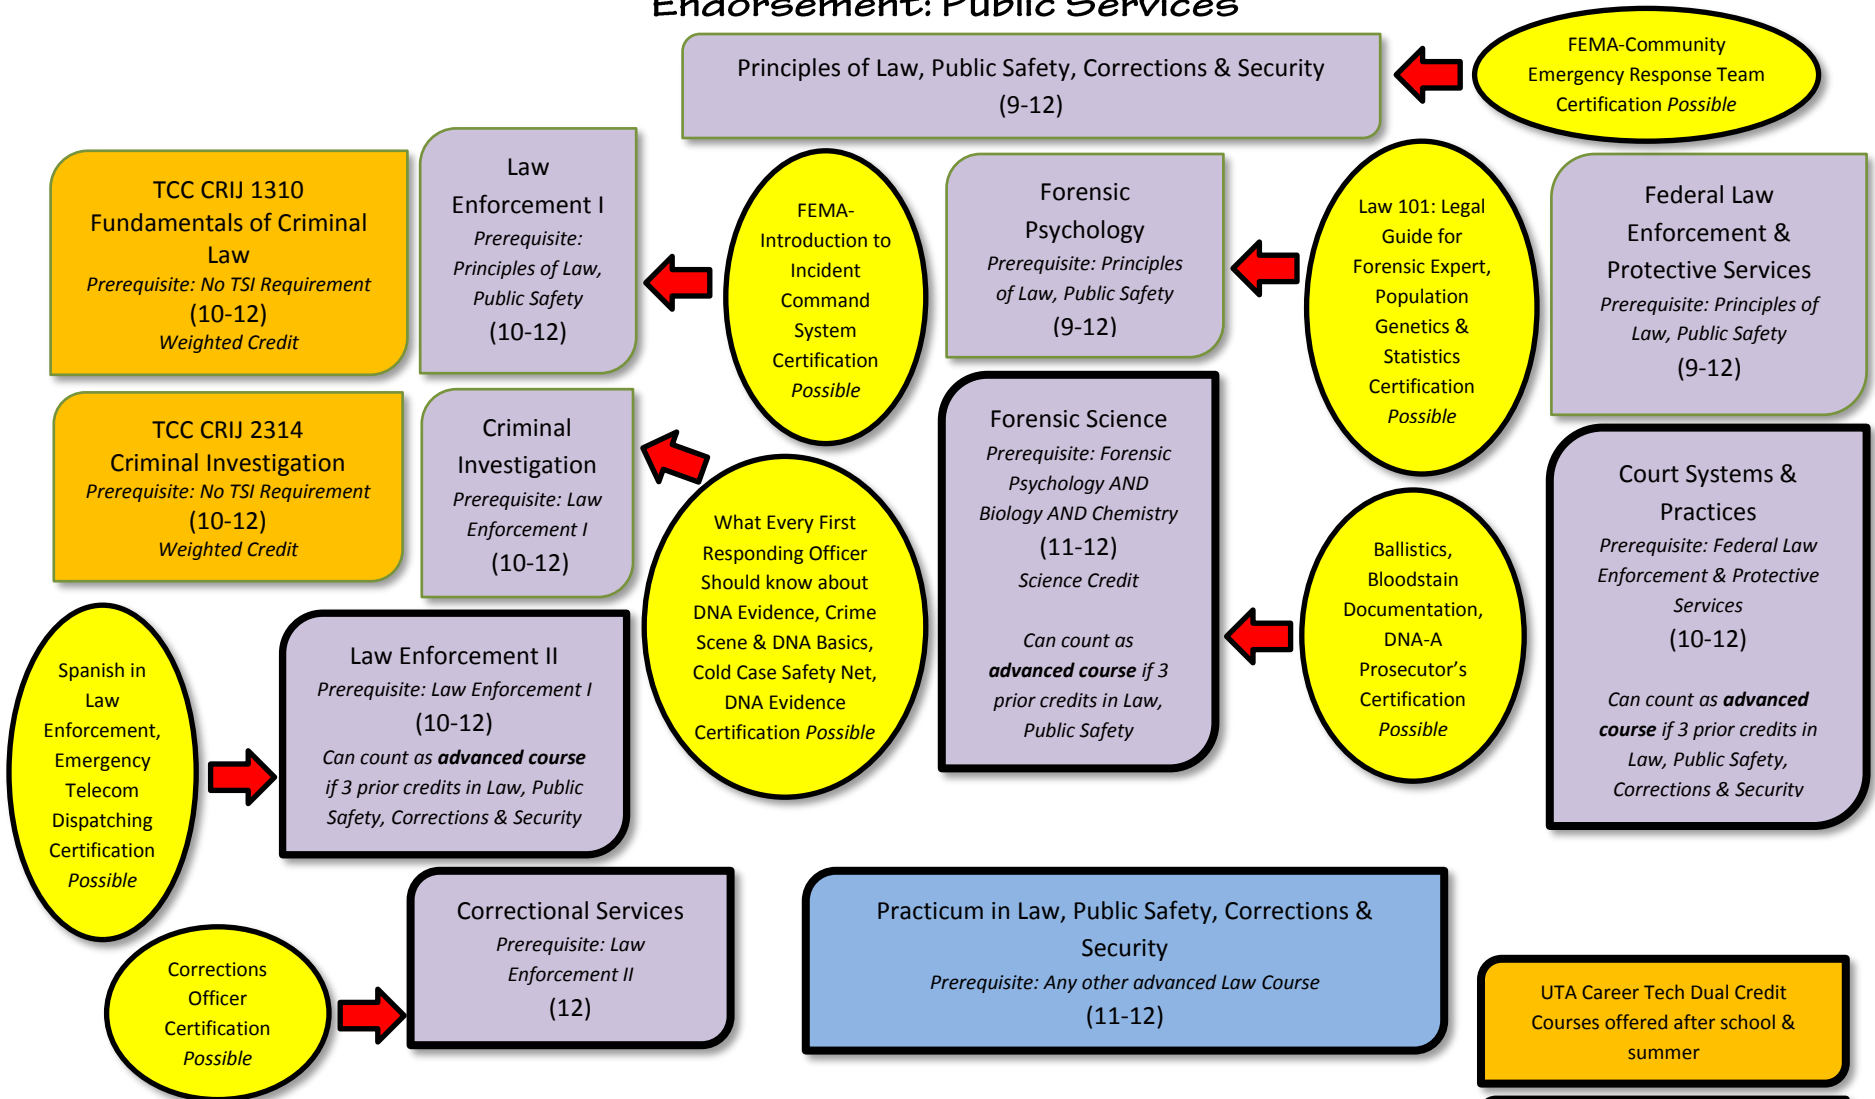 Endorsement: Public Services
Principles of Law, Public Safety, Corrections & Security
(9-12)
FEMA-Community
Emergency Response Team
Certification Possible
TCC CRIJ 1310
Fundamentals of Criminal
Law
Prerequisite: No TSI Requirement
(10-12)
Weighted Credit
Law
Enforcement I
Prerequisite:
Principles of Law,
Public Safety
(10-12)
FEMA-
Introduction to
Incident
Command
System
Certification
Possible
Forensic
Psychology
Prerequisite: Principles
of Law, Public Safety
(9-12)
Law 101: Legal
Guide for
Forensic Expert,
Population
Genetics &
Statistics
Certification
Possible
Federal Law
Enforcement &
Protective Services
Prerequisite: Principles of
Law, Public Safety
(9-12)
TCC CRIJ 2314
Criminal Investigation
Prerequisite: No TSI Requirement
(10-12)
Weighted Credit
Criminal
Investigation
Prerequisite: Law
Enforcement I
(10-12)
What Every First
Responding Officer
Should know about
DNA Evidence, Crime
Scene & DNA Basics,
Cold Case Safety Net,
DNA Evidence
Certification Possible
Forensic Science
Prerequisite: Forensic
Psychology AND
Biology AND Chemistry
(11-12)
Science Credit
Can count as
advanced course if 3
prior credits in Law,
Public Safety
Ballistics,
Bloodstain
Documentation,
DNA-A
Prosecutor's
Certification
Possible
Court Systems &
Practices
Prerequisite: Federal Law
Enforcement & Protective
Services
(10-12)
Can count as advanced
course if 3 prior credits in
Law, Public Safety,
Corrections & Security
Spanish in
Law
Enforcement,
Emergency
Telecom
Dispatching
Certification
Possible
Law Enforcement II
Prerequisite: Law Enforcement I
(10-12)
Can count as advanced course
if 3 prior credits in Law, Public
Safety, Corrections & Security
Corrections
Officer
Certification
Possible
Correctional Services
Prerequisite: Law
Enforcement II
(12)
Practicum in Law, Public Safety, Corrections &
Security
Prerequisite: Any other advanced Law Course
(11-12)
UTA Career Tech Dual Credit
Courses offered after school &
summer